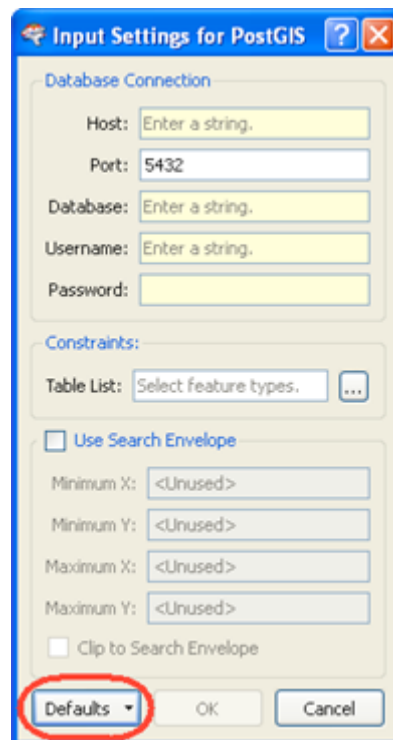 Input Settings for PostGIS ?
Database Connection
Host: Enter a string.
Port: 5432
Database: Enter a string.
Username: Enter a string.
Password:
Constraints:
Table List: Select feature types. ...
Use Search Envelope
Minimum X: <Unused>
Minimum Y: <Unused>
Maximum X: <Unused>
Maximum Y: <Unused>
Clip to Search Envelope
Defaults OK Cancel